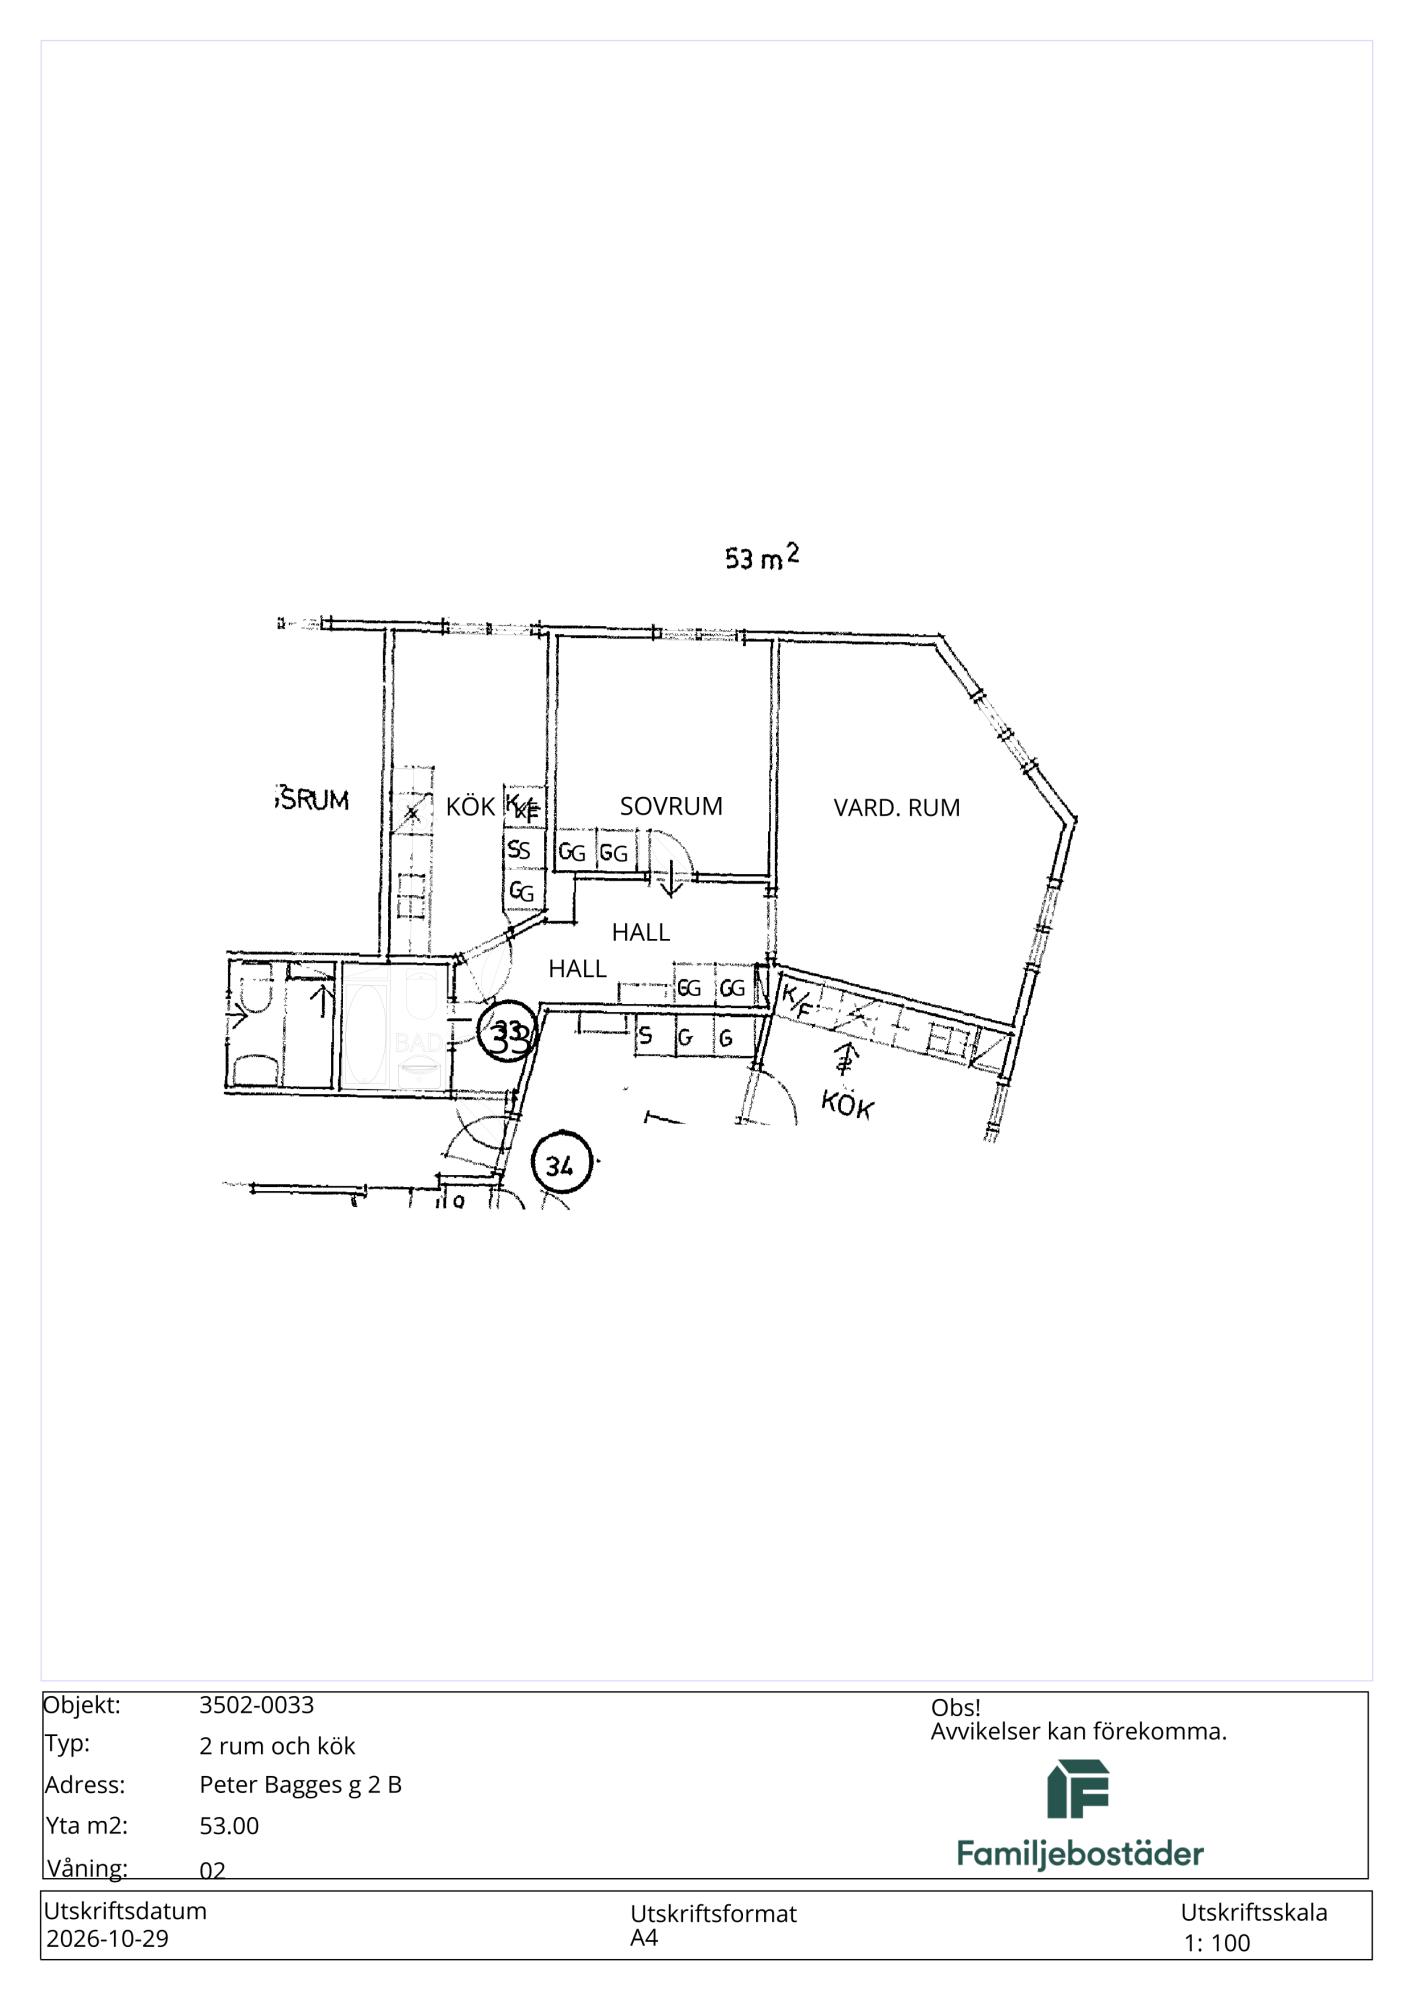 53 m²
SRUM
KÖK
K/F
SOVRUM
VARD. RUM
SS
GG
GG
GG
HALL
HALL
GG
GG
K/F
BAD
33
33
S
G
G
KÖK
34
Objekt: 3502-0033
Typ: 2 rum och kök
Adress: Peter Bagges g 2 B
Yta m2: 53.00
Våning: 02
Obs!
Avvikelser kan förekomma.
Familjebostäder
Utskriftsdatum
2026-10-29
Utskriftsformat
A4
Utskriftsskala
1: 100